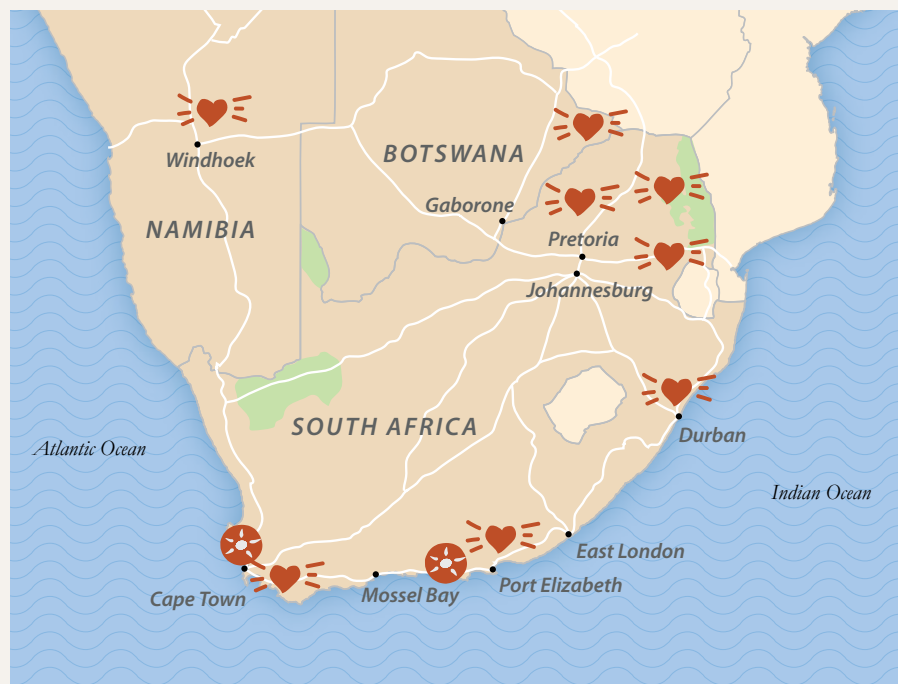 Windhoek
BOTSWANA
Gaborone
NAMIBIA
Pretoria
Johannesburg
SOUTH AFRICA
Durban
Atlantic Ocean
Indian Ocean
East London
Port Elizabeth
Mossel Bay
Cape Town